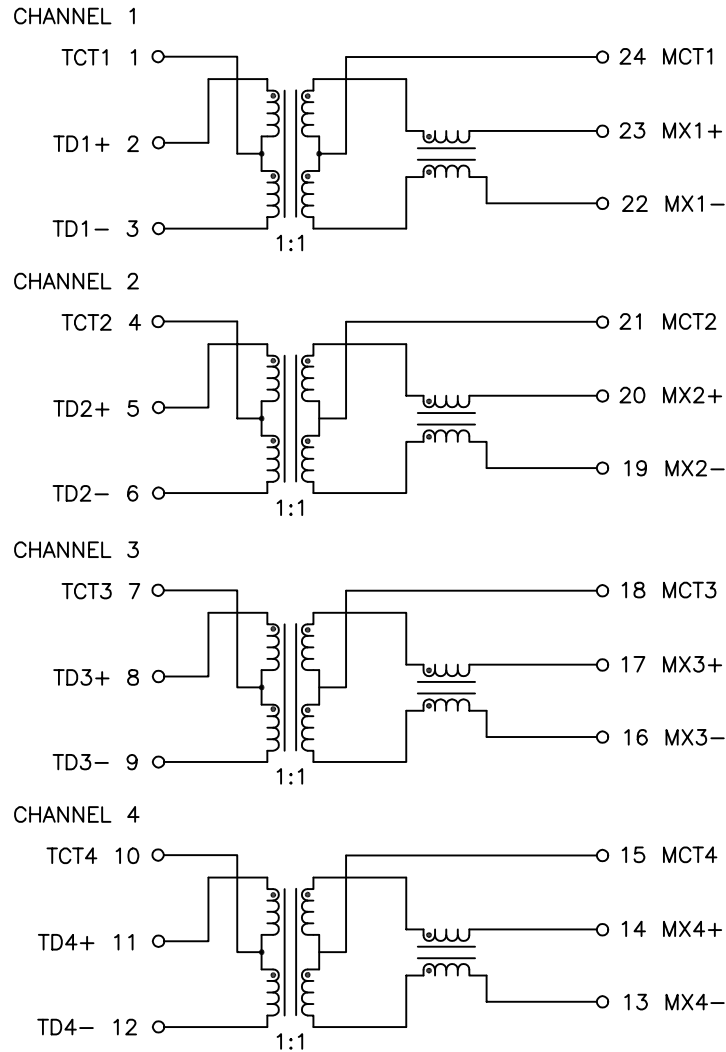 CHANNEL 1
TCT1 1 24 MCT1
TD1+ 2 23 MX1+
TD1- 3 22 MX1-
1:1
CHANNEL 2
TCT2 4 21 MCT2
TD2+ 5 20 MX2+
TD2- 6 19 MX2-
1:1
CHANNEL 3
TCT3 7 18 MCT3
TD3+ 8 17 MX3+
TD3- 9 16 MX3-
1:1
CHANNEL 4
TCT4 10 15 MCT4
TD4+ 11 14 MX4+
TD4- 12 13 MX4-
1:1